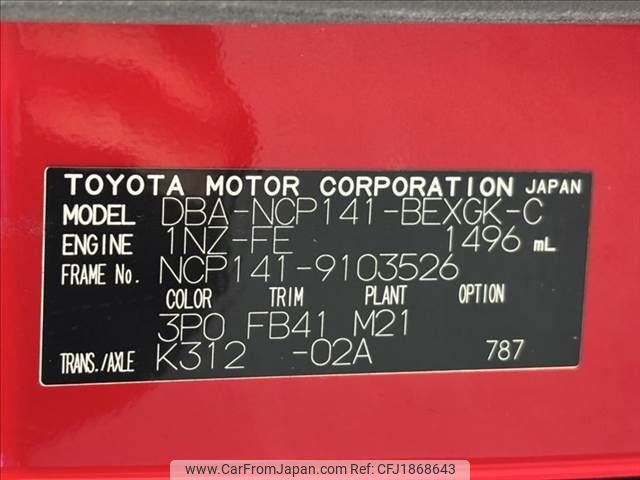 TOYOTA MOTOR CORPORATION JAPAN
MODEL DBA-NCP141-BEXGK-C
ENGINE 1NZ-FE 1496 mL
FRAME No. NCP141-9103526
COLOR TRIM PLANT OPTION
3P0 FB41 M21
TRANS./AXLE K312 -02A 787
www.CarFromJapan.com CFJ1868643